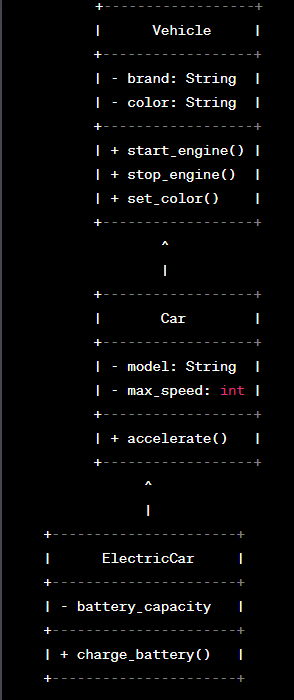 +------------------+
|      Vehicle     |
+------------------+
| - brand: String  |
| - color: String  |
+------------------+
| + start_engine() |
| + stop_engine()  |
| + set_color()    |
+------------------+
^
|
+------------------+
|       Car        |
+------------------+
| - model: String  |
| - max_speed: int |
+------------------+
| + accelerate()   |
+------------------+
^
|
+----------------------+
|      ElectricCar     |
+----------------------+
| - battery_capacity   |
+----------------------+
| + charge_battery()   |
+----------------------+